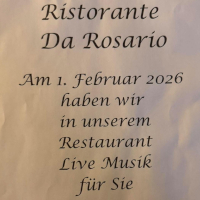 Ristorante
Da Rosario
Am 1. Februar 2026
haben wir
in unserem
Restaurant
Live Musik
für Sie